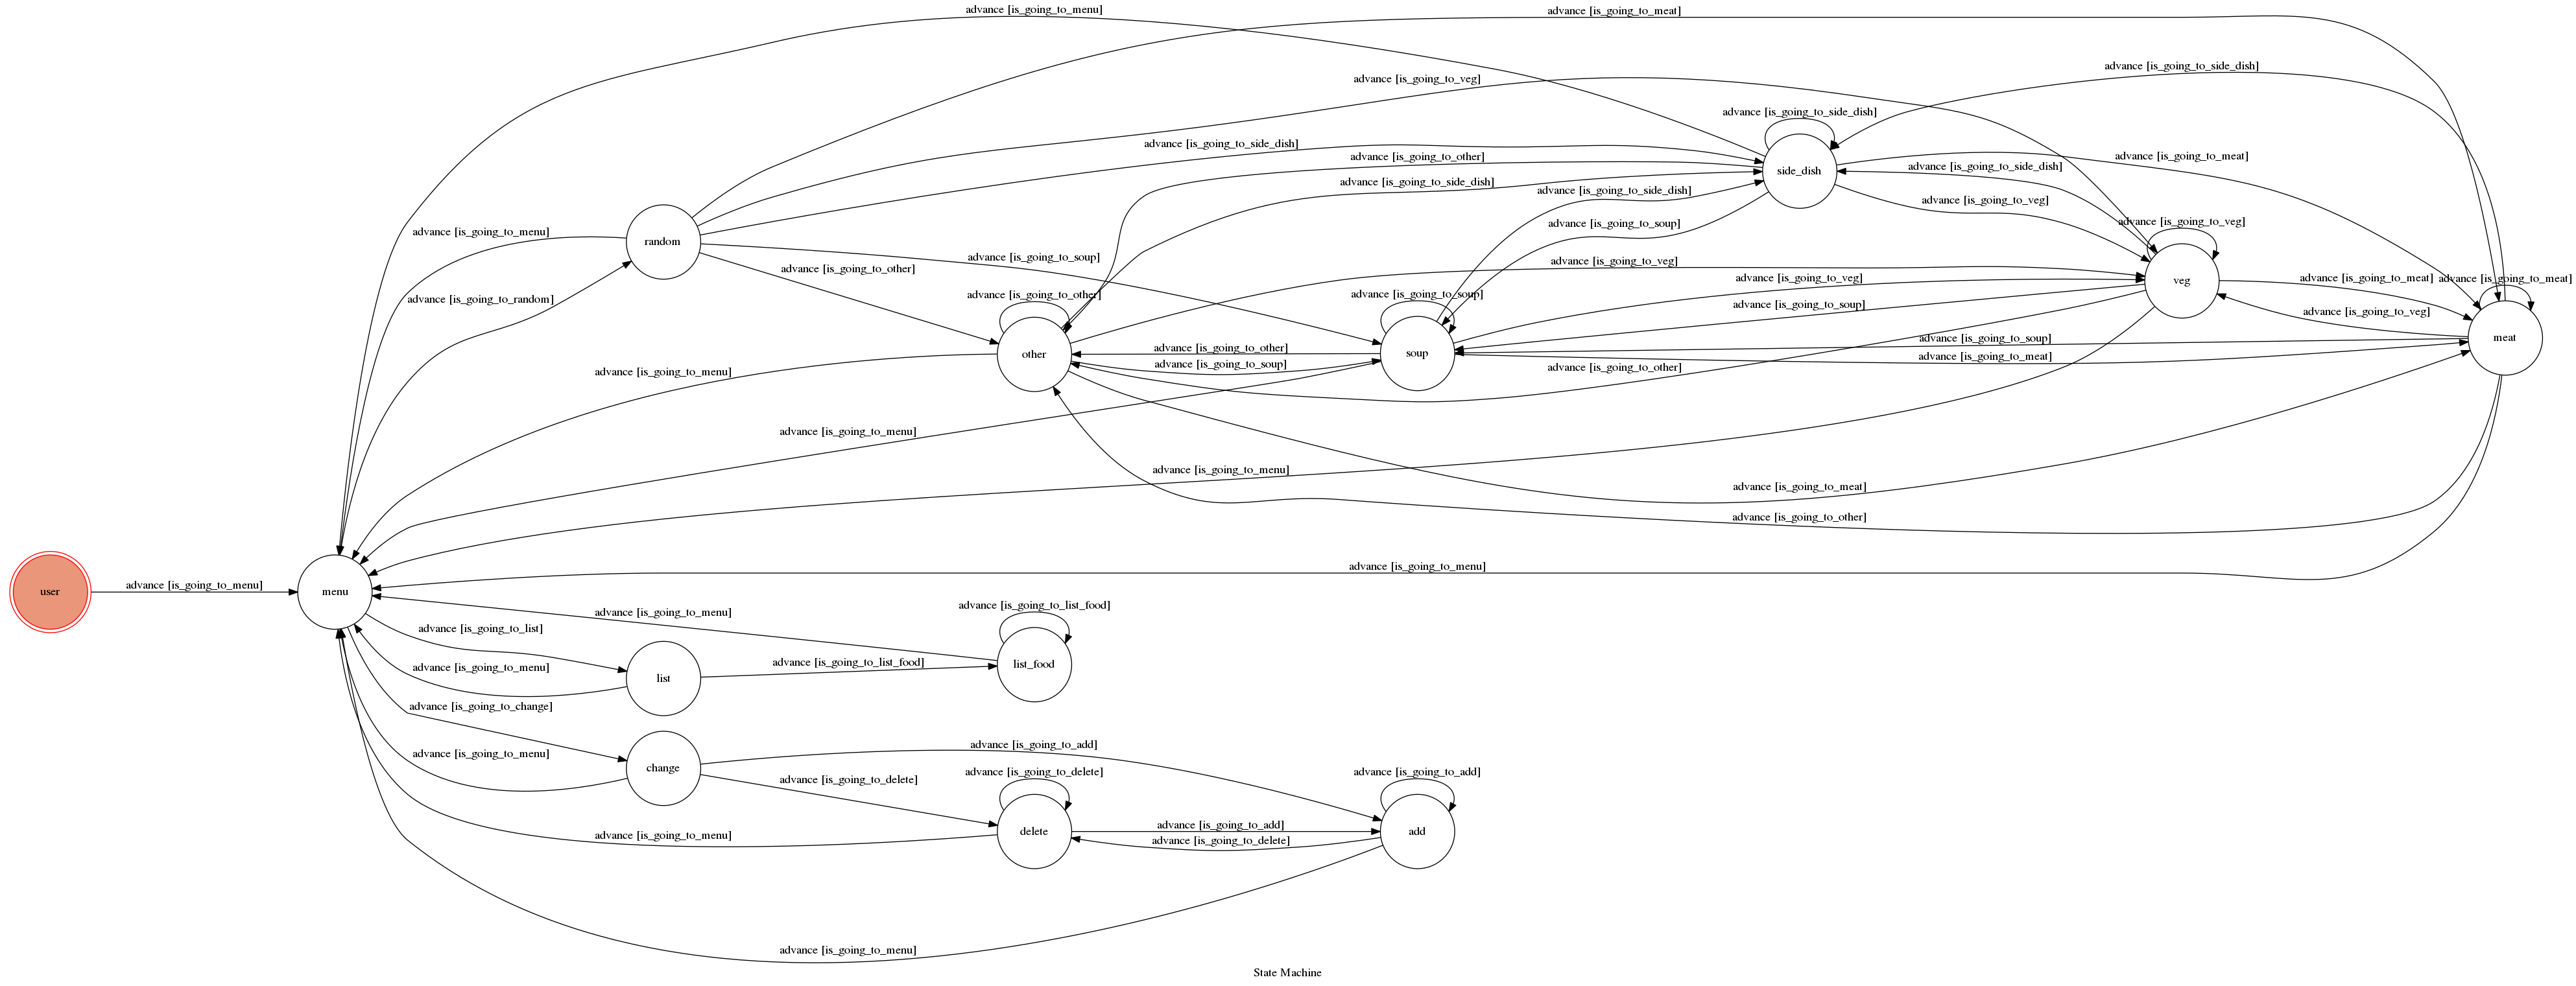 advance [is_going_to_menu]
advance [is_going_to_meat]
advance [is_going_to_side_dish]
advance [is_going_to_veg]
advance [is_going_to_side_dish]
advance [is_going_to_side_dish]
advance [is_going_to_other]
advance [is_going_to_meat]
advance [is_going_to_side_dish]
side_dish
advance [is_going_to_side_dish]
advance [is_going_to_side_dish]
advance [is_going_to_veg]
advance [is_going_to_soup]
advance [is_going_to_veg]
advance [is_going_to_menu]
random
advance [is_going_to_soup]
advance [is_going_to_veg]
advance [is_going_to_other]
advance [is_going_to_veg]
advance [is_going_to_meat]
advance [is_going_to_meat]
veg
advance [is_going_to_other]
advance [is_going_to_soup]
advance [is_going_to_random]
advance [is_going_to_soup]
advance [is_going_to_veg]
meat
advance [is_going_to_soup]
advance [is_going_to_other]
other
soup
advance [is_going_to_meat]
advance [is_going_to_soup]
advance [is_going_to_other]
advance [is_going_to_menu]
advance [is_going_to_menu]
advance [is_going_to_menu]
advance [is_going_to_meat]
advance [is_going_to_other]
advance [is_going_to_menu]
advance [is_going_to_menu]
user
menu
advance [is_going_to_list_food]
advance [is_going_to_menu]
advance [is_going_to_list]
advance [is_going_to_list_food]
list_food
advance [is_going_to_menu]
list
advance [is_going_to_change]
advance [is_going_to_add]
advance [is_going_to_menu]
change
advance [is_going_to_delete]
advance [is_going_to_add]
advance [is_going_to_delete]
advance [is_going_to_add]
delete
add
advance [is_going_to_menu]
advance [is_going_to_delete]
advance [is_going_to_menu]
State Machine